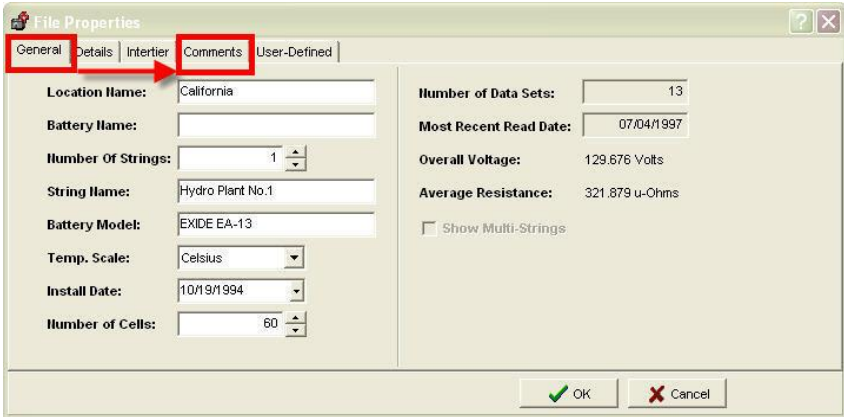 File Properties
General Details Intertier Comments User-Defined
Location Name: California
Battery Name:
Number Of Strings: 1
String Name: Hydro Plant No.1
Battery Model: EXIDE EA-13
Temp. Scale: Celsius
Install Date: 10/19/1994
Number of Cells: 60
Number of Data Sets: 13
Most Recent Read Date: 07/04/1997
Overall Voltage: 129.676 Volts
Average Resistance: 321.879 u-Ohms
Show Multi-Strings
OK Cancel